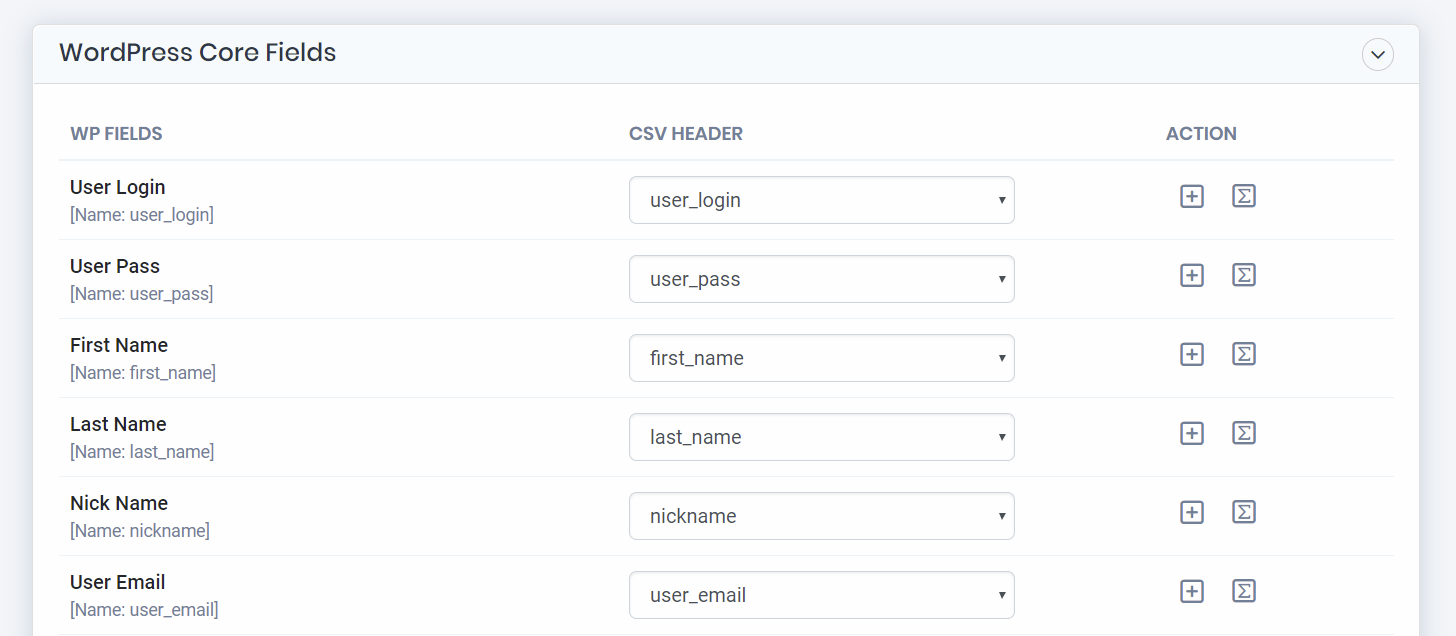 WordPress Core Fields
WP FIELDS CSV HEADER ACTION
User Login
[Name: user_login]
user_login
User Pass
[Name: user_pass]
user_pass
First Name
[Name: first_name]
first_name
Last Name
[Name: last_name]
last_name
Nick Name
[Name: nickname]
nickname
User Email
[Name: user_email]
user_email